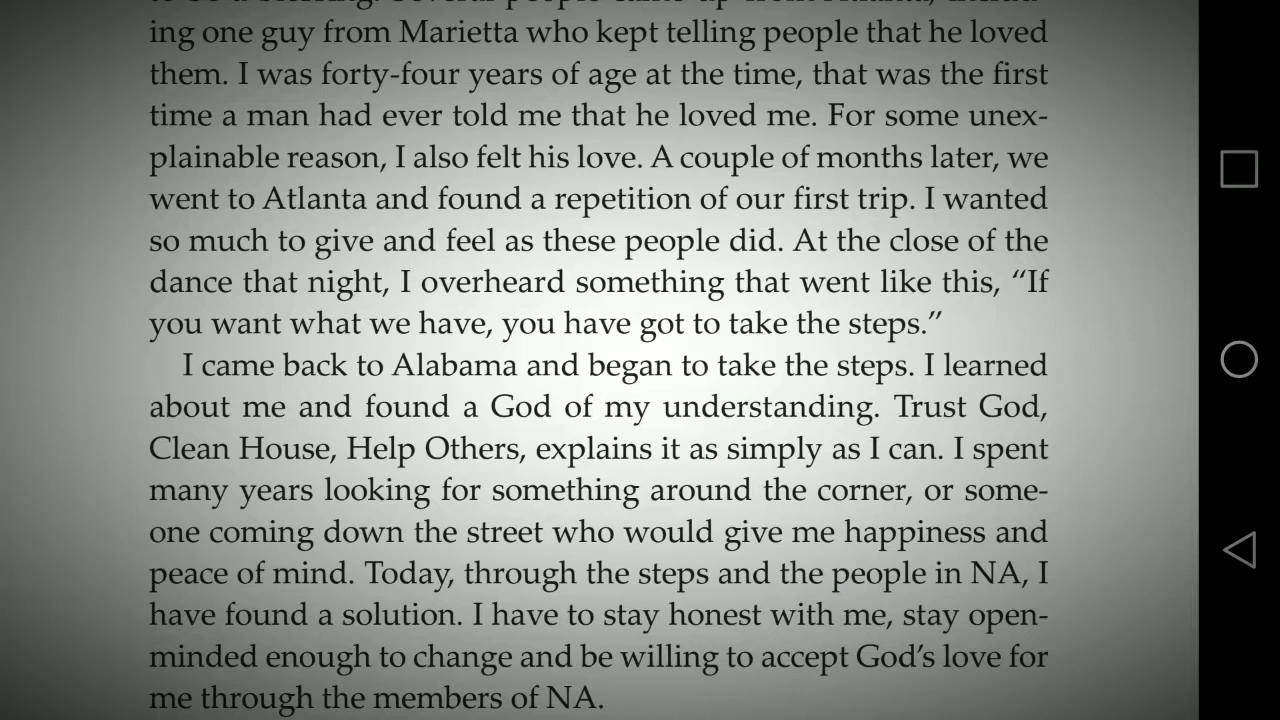 ing one guy from Marietta who kept telling people that he loved
them. I was forty-four years of age at the time, that was the first
time a man had ever told me that he loved me. For some unex-
plainable reason, I also felt his love. A couple of months later, we
went to Atlanta and found a repetition of our first trip. I wanted
so much to give and feel as these people did. At the close of the
dance that night, I overheard something that went like this, “If
you want what we have, you have got to take the steps.”
I came back to Alabama and began to take the steps. I learned
about me and found a God of my understanding. Trust God,
Clean House, Help Others, explains it as simply as I can. I spent
many years looking for something around the corner, or some-
one coming down the street who would give me happiness and
peace of mind. Today, through the steps and the people in NA, I
have found a solution. I have to stay honest with me, stay open-
minded enough to change and be willing to accept God’s love for
me through the members of NA.